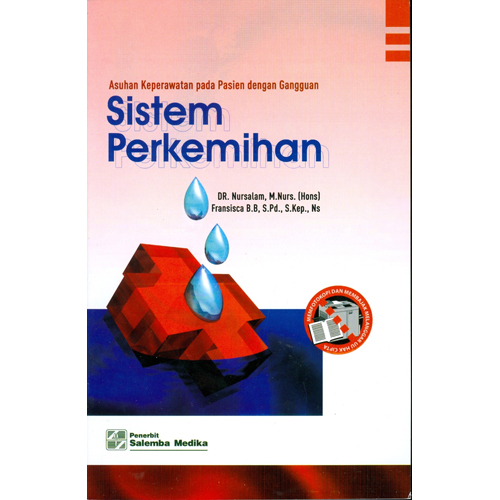 Asuhan Keperawatan pada Pasien dengan Gangguan
Sistem
Perkemihan
DR. Nursalam, M.Nurs. (Hons)
Fransisca B.B, S.Pd., S.Kep., Ns
MEMFOTOKOPI DAN MEMBAJAK MELANGGAR UU HAK CIPTA
Penerbit
Salemba Medika